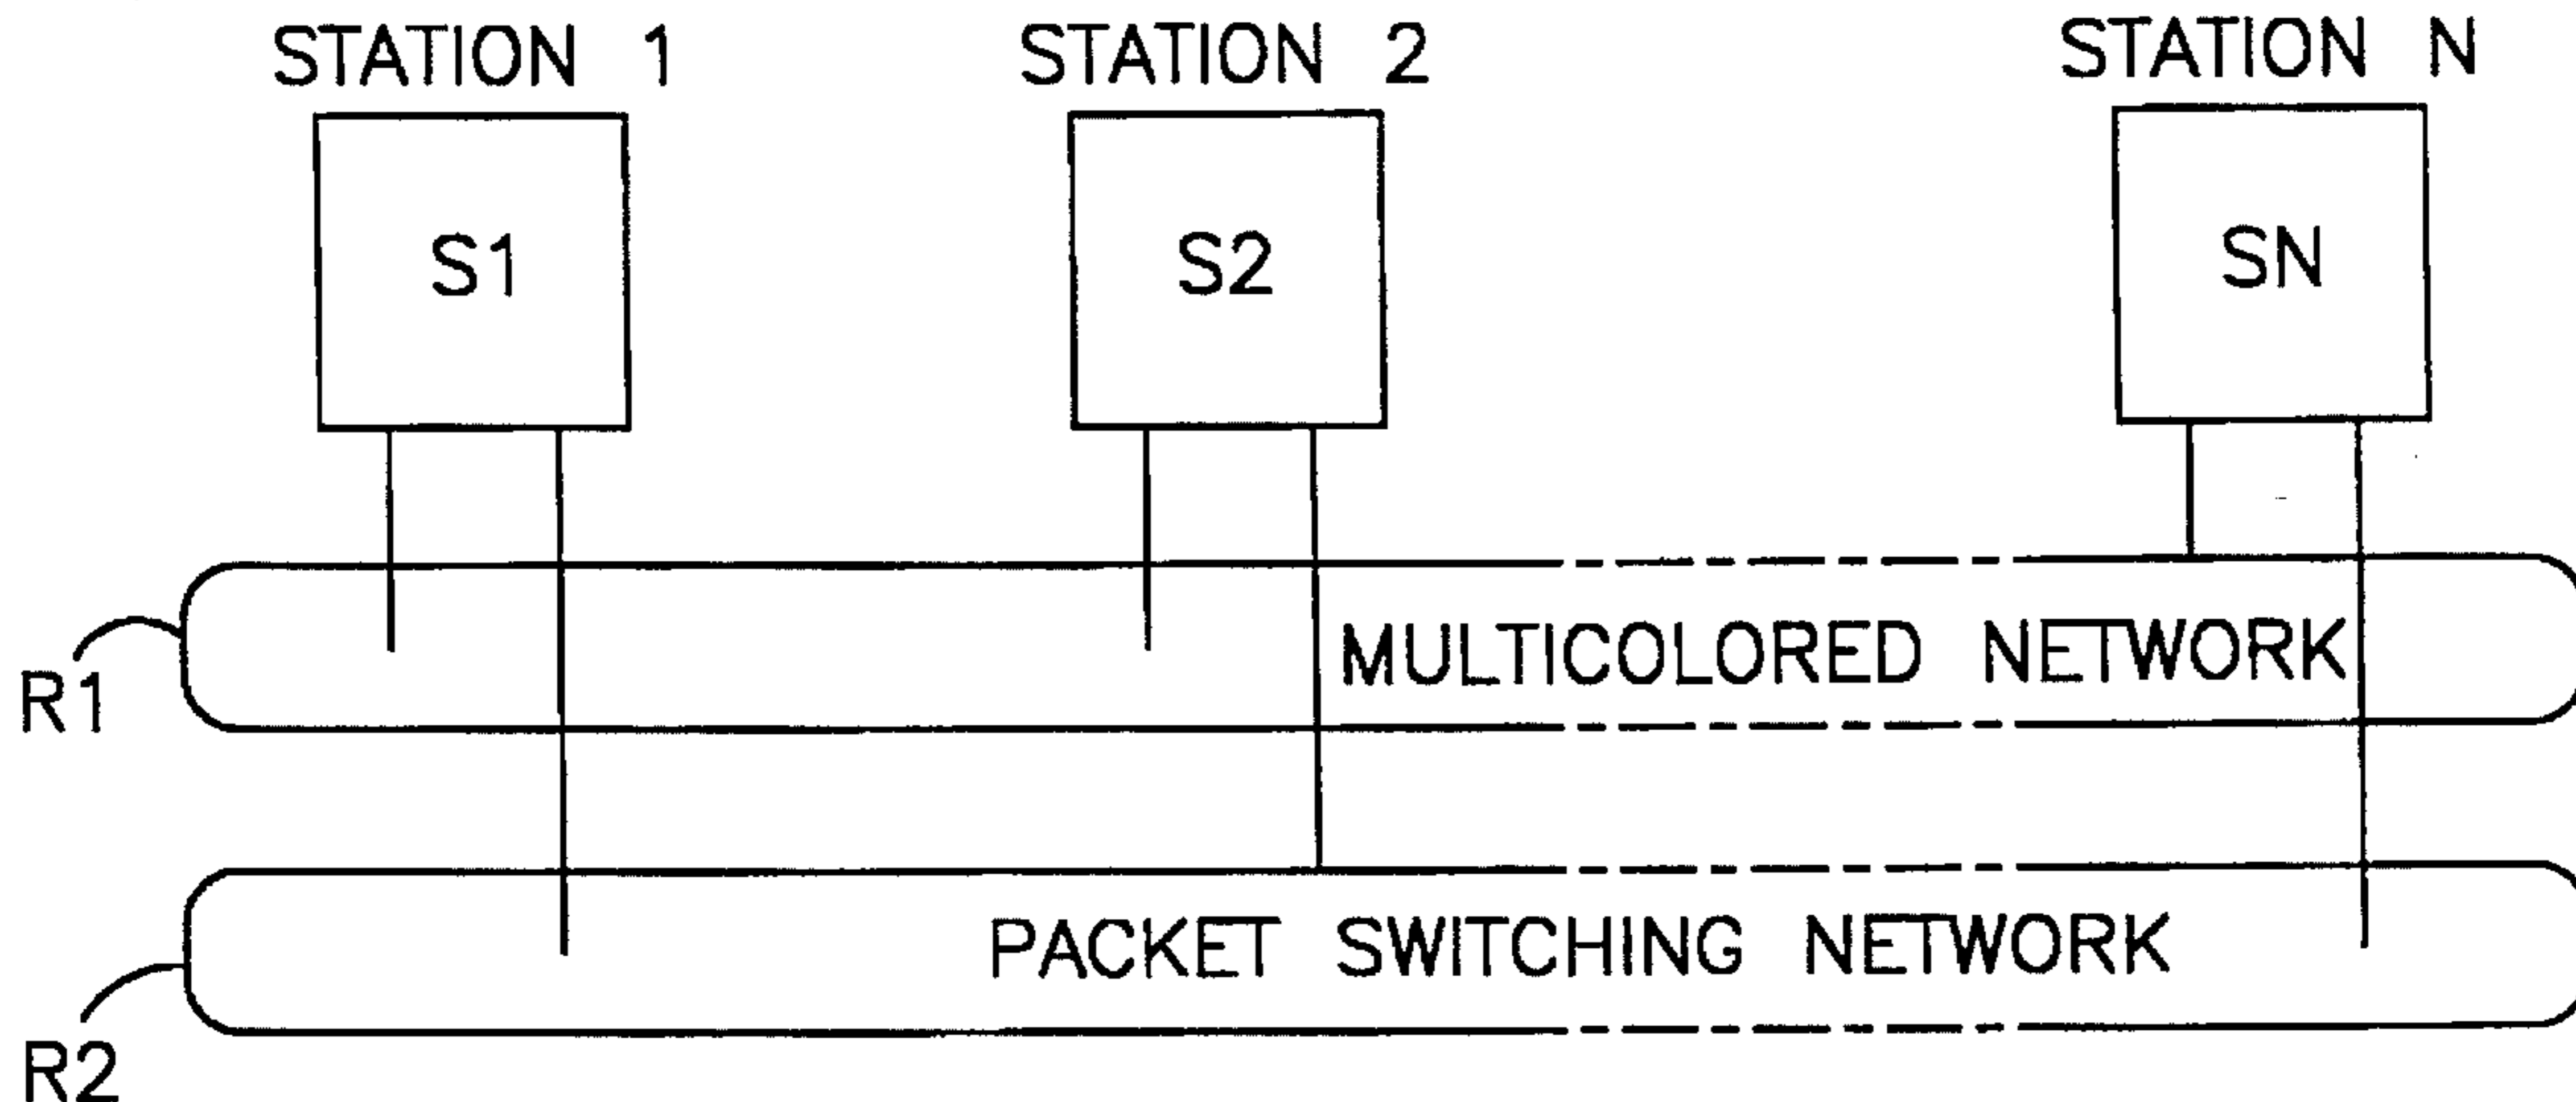 STATION 1
STATION 2
STATION N
S1
S2
SN
R1
MULTICOLORED NETWORK
R2
PACKET SWITCHING NETWORK